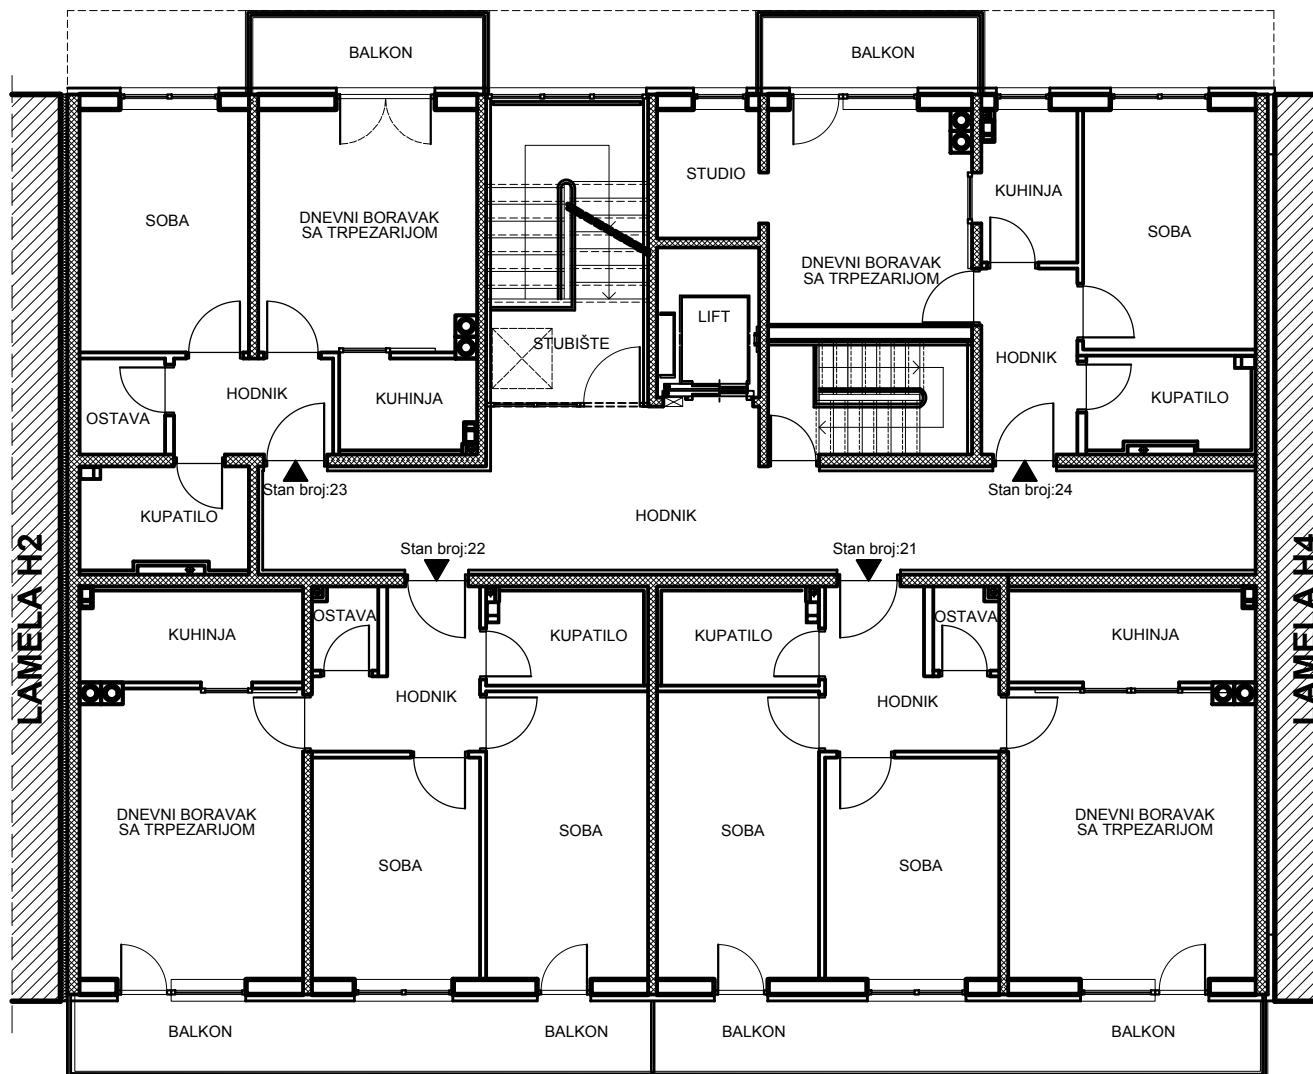 BALKON
BALKON
SOBA
DNEVNI BORAVAK
SA TRPEZARIJOM
STUDIO
KUHINJA
SOBA
DNEVNI BORAVAK
SA TRPEZARIJOM
LIFT
STUBIŠTE
HODNIK
HODNIK
KUHINJA
KUPATILO
OSTAVA
Stan broj:23
Stan broj:24
KUPATILO
HODNIK
Stan broj:22
Stan broj:21
LAMELA H2
LAMELA H4
KUHINJA
OSTAVA
KUPATILO
KUPATILO
OSTAVA
KUHINJA
HODNIK
HODNIK
DNEVNI BORAVAK
SA TRPEZARIJOM
SOBA
SOBA
SOBA
SOBA
DNEVNI BORAVAK
SA TRPEZARIJOM
BALKON
BALKON
BALKON
BALKON